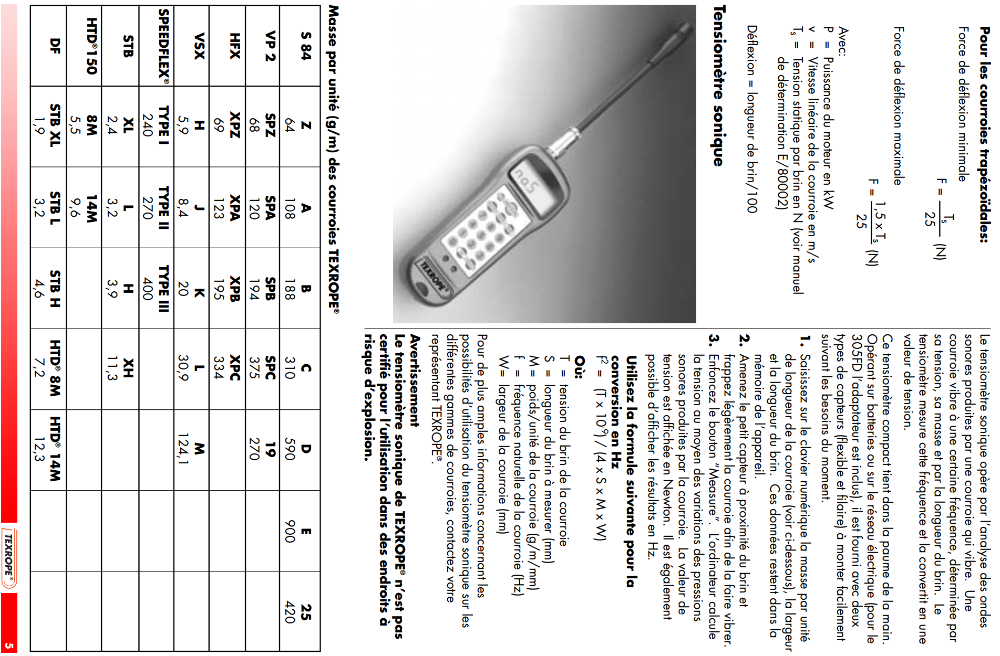 Pour les courroies trapézoïdales:
Force de déflexion minimale
F = Ts / 25 (N)
Force de déflexion maximale
F = 1,5 x Ts / 25 (N)
Avec:
P = Puissance du moteur en kW
v = Vitesse linéaire de la courroie en m/s
Ts = Tension statique par brin en N (voir manuel
de détermination E/80002)
Déflexion = longueur de brin/100
Tensiomètre sonique
no.5
TEXROPE®
Le tensiomètre sonique opère par l’analyse des ondes
sonores produites par une courroie qui vibre. Une
courroie vibre à une certaine fréquence, déterminée par
sa tension, sa masse et par la longueur du brin. Le
tensiomètre mesure cette fréquence et la convertit en une
valeur de tension.
Ce tensiomètre compact tient dans la paume de la main.
Opérant sur batteries ou sur le réseau électrique (pour le
305FD l’adaptateur est inclus), il est fourni avec deux
types de capteurs (flexible et filaire) à monter facilement
suivant les besoins du moment.
1. Saisissez sur le clavier numérique la masse par unité
de longueur de la courroie (voir ci-dessous), la largeur
et la longueur du brin. Ces données restent dans la
mémoire de l’appareil.
2. Amenez le petit capteur à proximité du brin et
frappez légèrement la courroie afin de la faire vibrer.
3. Enfoncez le bouton “Measure”. L’ordinateur calcule
la tension au moyen des variations des pressions
sonores produites par la courroie. La valeur de
tension est affichée en Newton. Il est également
possible d’afficher les résultats en Hz.
Utilisez la formule suivante pour la
conversion en Hz
f² = (T x 10⁻⁹) / (4 x S x M x W)
Où:
T = tension du brin de la courroie
S = longueur du brin à mesurer (mm)
M = poids/unité de la courroie (g/m/mm)
f = fréquence naturelle de la courroie (Hz)
W= largeur de la courroie (mm)
Pour de plus amples informations concernant les
possibilités d’utilisation du tensiomètre sonique sur les
différentes gammes de courroies, contactez votre
représentant TEXROPE®.
Avertissement
Le tensiomètre sonique de TEXROPE® n’est pas
certifié pour l’utilisation dans des endroits à
risque d’explosion.
Masse par unité (g/m) des courroies TEXROPE®
S 84 Z A B C D E 25
64 108 188 310 590 900 420
VP 2 SPZ SPA SPB SPC 19
68 120 194 375 270
HFX XPZ XPA XPB XPC
69 123 195 334
VSX H J K L M
5,9 8,4 20 30,9 124,1
SPEEDFLEX® TYPE I TYPE II TYPE III
240 270 400
STB XL L H XH
2,4 3,2 3,9 11,3
HTD®150 8M 14M
5,5 9,6
DF STB XL STB L STB H HTD® 8M HTD® 14M
1,9 3,2 4,6 7,2 12,3
TEXROPE®
5